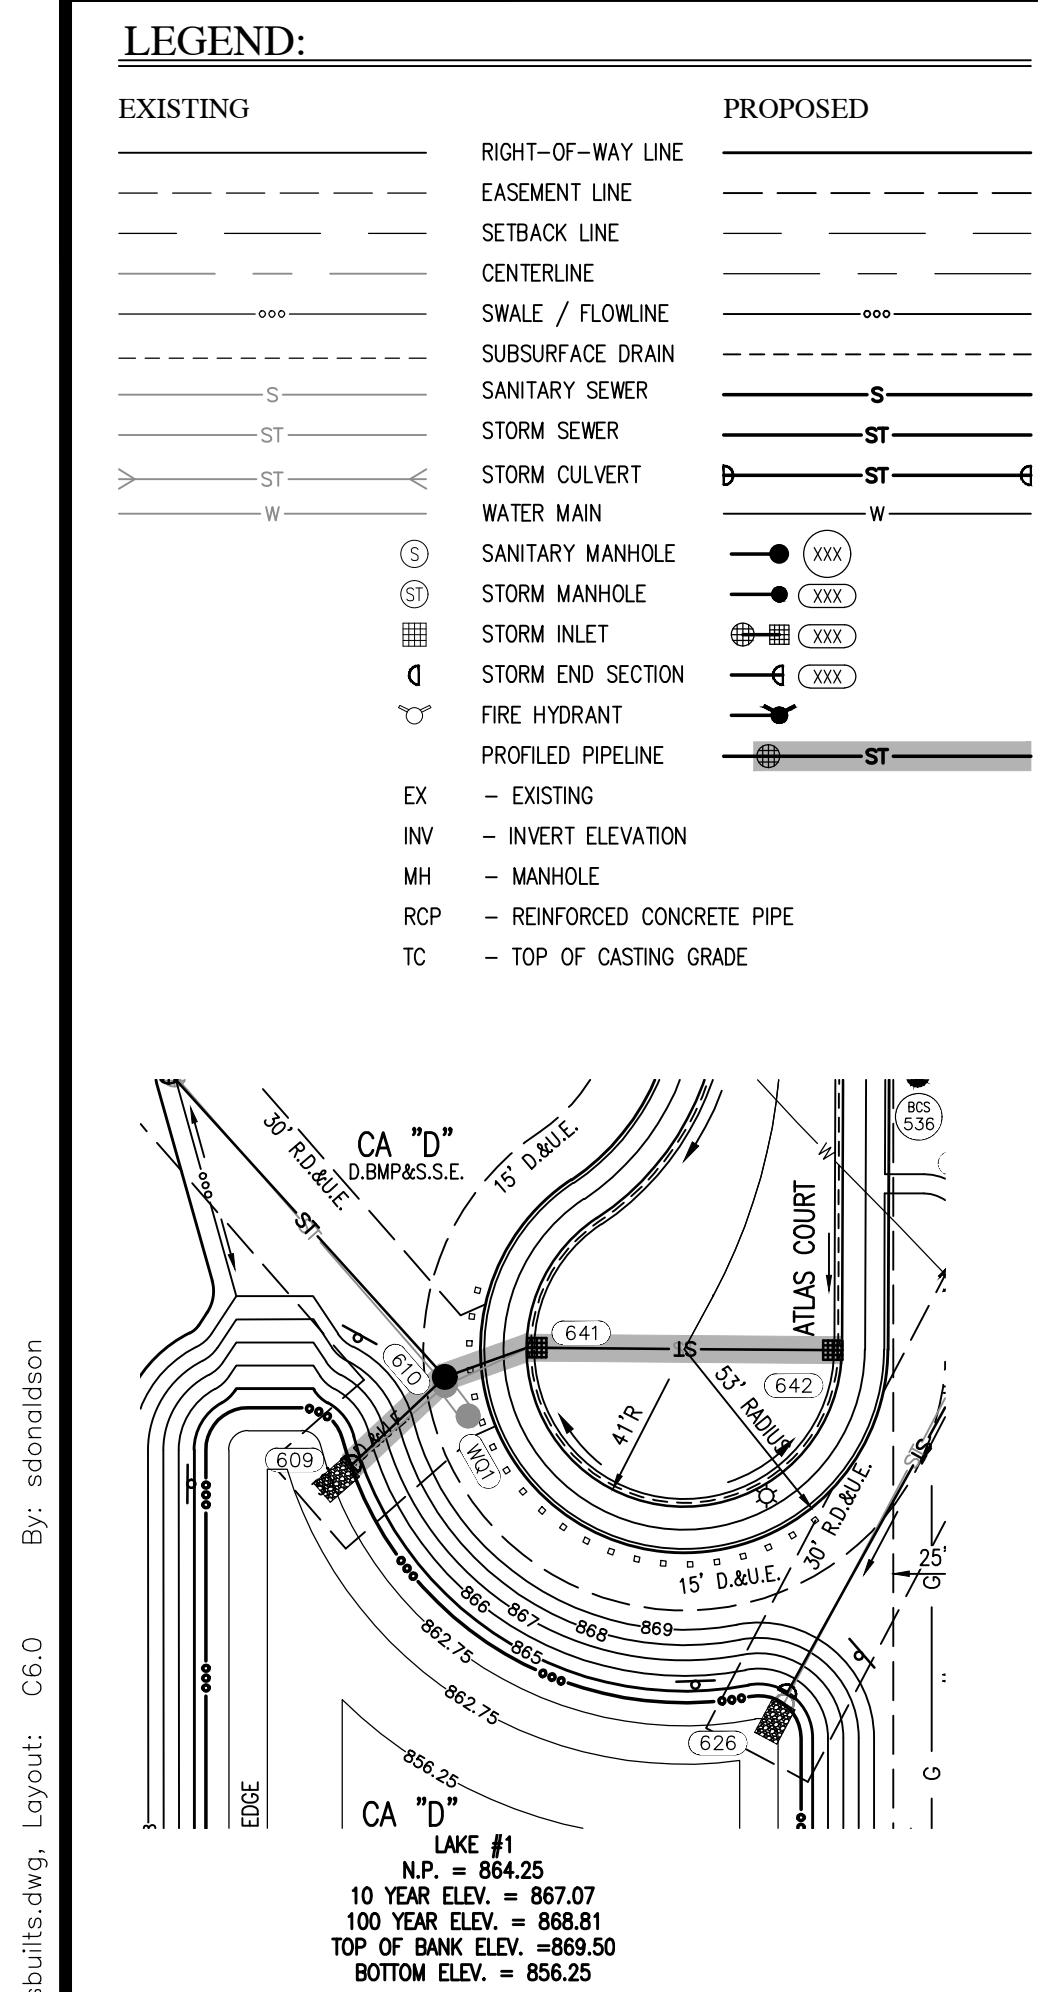 LEGEND:
EXISTING PROPOSED
RIGHT-OF-WAY LINE
EASEMENT LINE
SETBACK LINE
CENTERLINE
SWALE / FLOWLINE
SUBSURFACE DRAIN
S SANITARY SEWER S
ST STORM SEWER ST
ST STORM CULVERT ST
W WATER MAIN W
S SANITARY MANHOLE XXX
ST STORM MANHOLE XXX
STORM INLET XXX
STORM END SECTION XXX
FIRE HYDRANT
PROFILED PIPELINE ST
EX - EXISTING
INV - INVERT ELEVATION
MH - MANHOLE
RCP - REINFORCED CONCRETE PIPE
TC - TOP OF CASTING GRADE
BCS
536
30' R.D.&U.E.
CA "D"
D.BMP&S.S.E.
15' D.&U.E.
W
ST
ATLAS COURT
641
610
ST
642
53' RADIUS
41'R
609
WQ1
ST
30' R.D.&U.E.
15' D.&U.E.
25'
G
866
867
868
869
865
862.75
862.75
626
856.25
G
EDGE
CA "D"
LAKE #1
N.P. = 864.25
10 YEAR ELEV. = 867.07
100 YEAR ELEV. = 868.81
TOP OF BANK ELEV. =869.50
BOTTOM ELEV. = 856.25
sbuilts.dwg, Layout: C6.0 By: sdonaldson